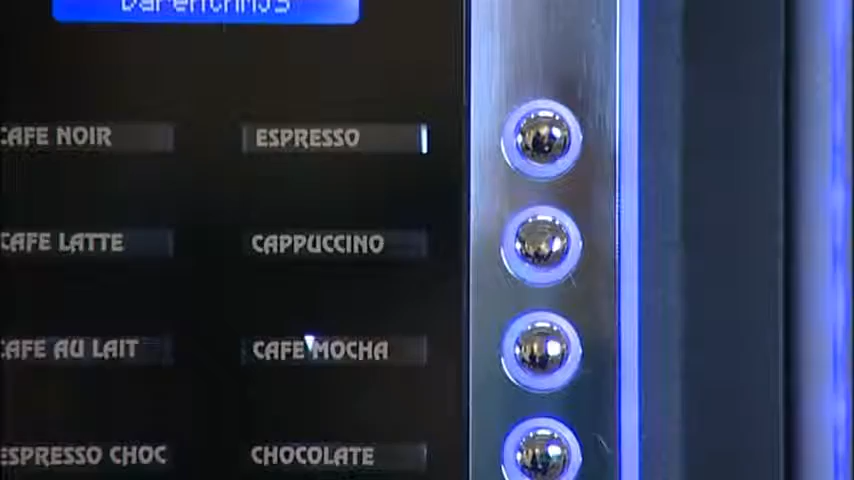 CAFE NOIR ESPRESSO
CAFE LATTE CAPPUCCINO
CAFE AU LAIT CAFE MOCHA
ESPRESSO CHOC CHOCOLATE